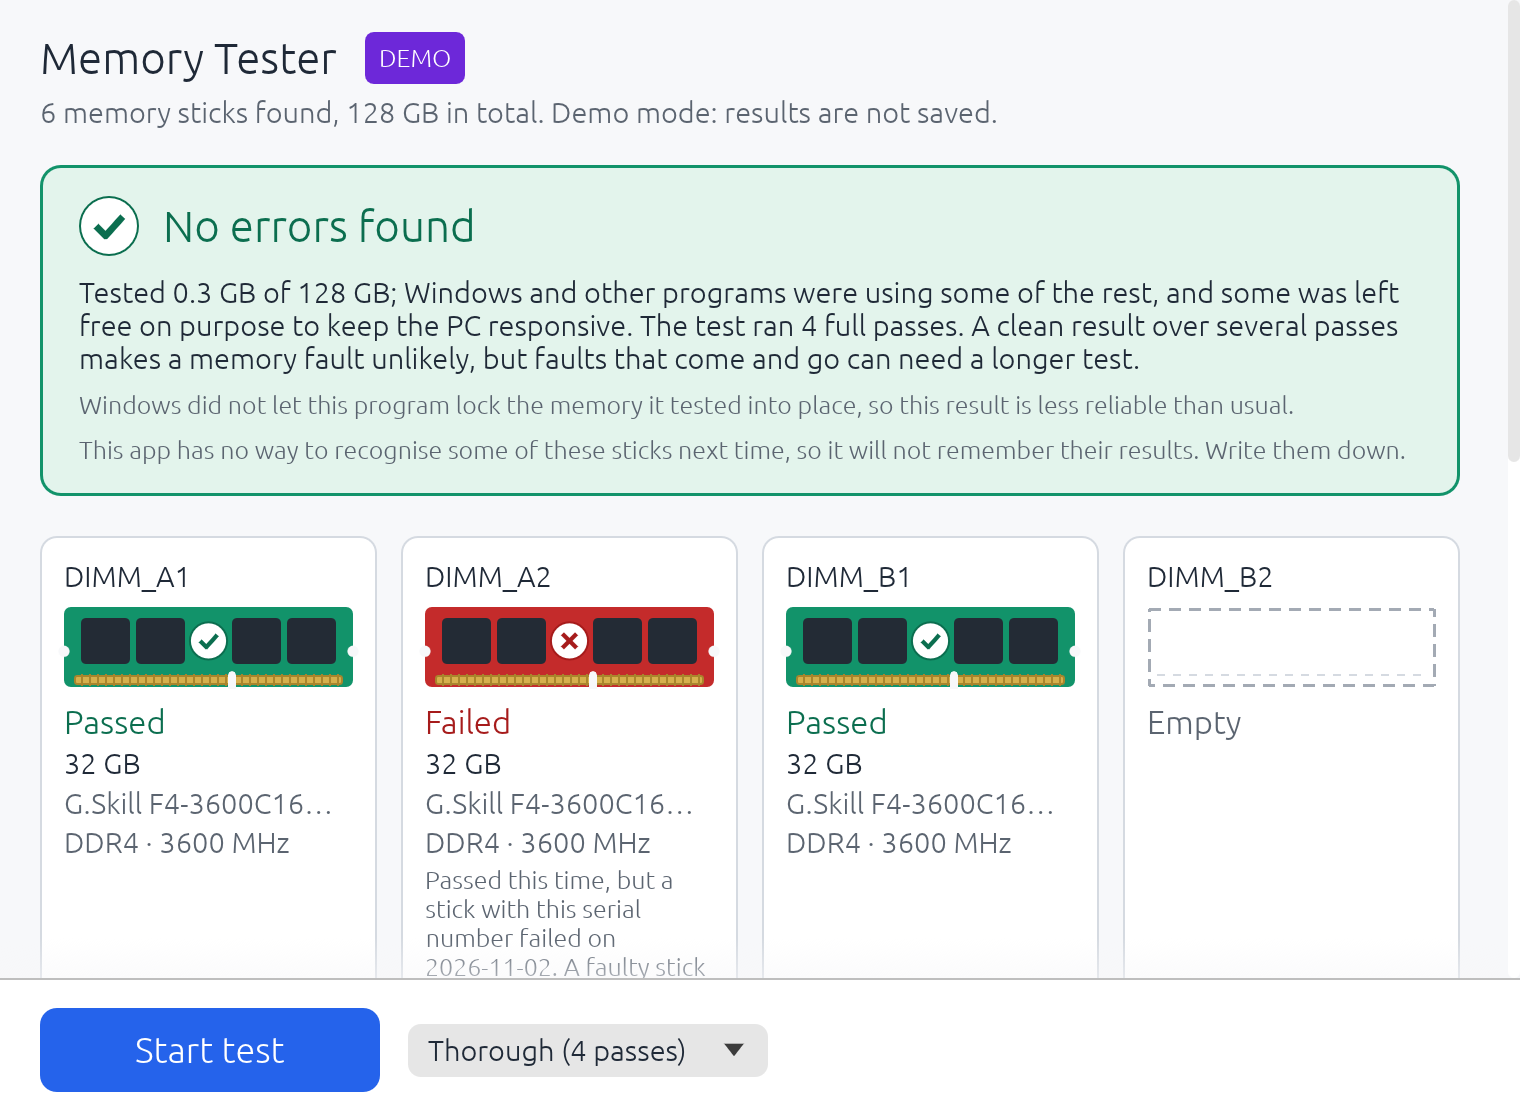 Memory Tester
DEMO
6 memory sticks found, 128 GB in total. Demo mode: results are not saved.
No errors found
Tested 0.3 GB of 128 GB; Windows and other programs were using some of the rest, and some was left
free on purpose to keep the PC responsive. The test ran 4 full passes. A clean result over several passes
makes a memory fault unlikely, but faults that come and go can need a longer test.
Windows did not let this program lock the memory it tested into place, so this result is less reliable than usual.
This app has no way to recognise some of these sticks next time, so it will not remember their results. Write them down.
DIMM_A1
Passed
32 GB
G.Skill F4-3600C16…
DDR4 · 3600 MHz
DIMM_A2
Failed
32 GB
G.Skill F4-3600C16…
DDR4 · 3600 MHz
Passed this time, but a
stick with this serial
number failed on
2026-11-02. A faulty stick
DIMM_B1
Passed
32 GB
G.Skill F4-3600C16…
DDR4 · 3600 MHz
DIMM_B2
Empty
Start test
Thorough (4 passes)